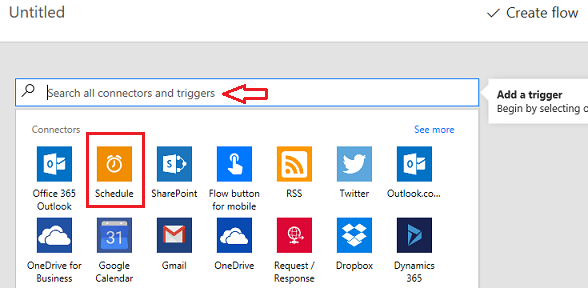 Untitled
Create flow
Search all connectors and triggers
Add a trigger
Begin by selecting
Connectors
See more
Office 365 Outlook
Schedule
SharePoint
Flow button for mobile
RSS
Twitter
Outlook.co...
OneDrive for Business
31
Google Calendar
Gmail
OneDrive
Request / Response
Dropbox
Dynamics 365